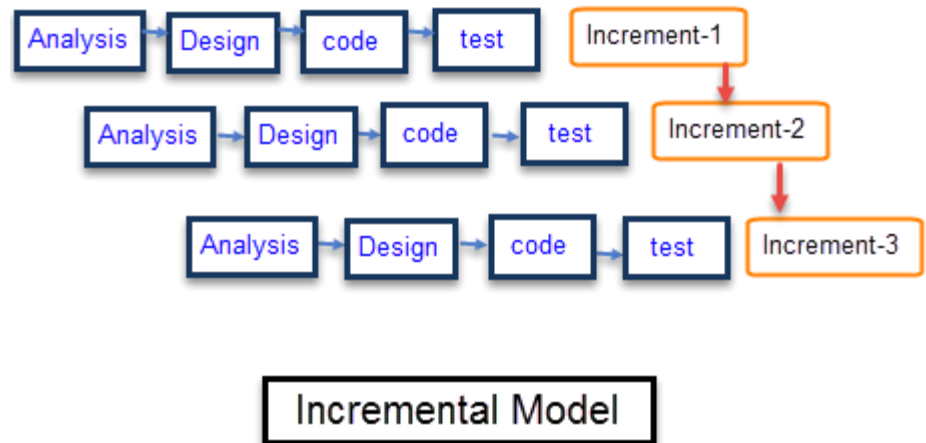 Analysis Design code test Increment-1
Analysis Design code test Increment-2
Analysis Design code test Increment-3
Incremental Model